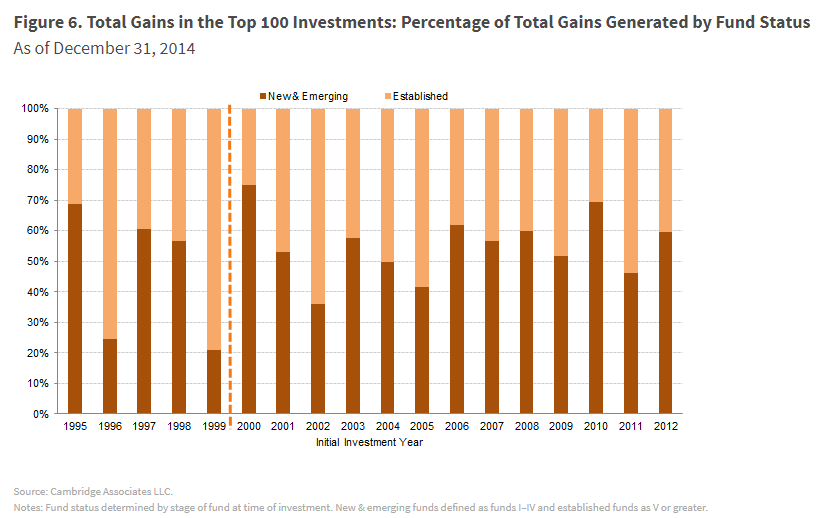 Figure 6. Total Gains in the Top 100 Investments: Percentage of Total Gains Generated by Fund Status
As of December 31, 2014
New & Emerging Established
100%
90%
80%
70%
60%
50%
40%
30%
20%
10%
0%
1995 1996 1997 1998 1999 2000 2001 2002 2003 2004 2005 2006 2007 2008 2009 2010 2011 2012
Initial Investment Year
Source: Cambridge Associates LLC.
Notes: Fund status determined by stage of fund at time of investment. New & emerging funds defined as funds I–IV and established funds as V or greater.